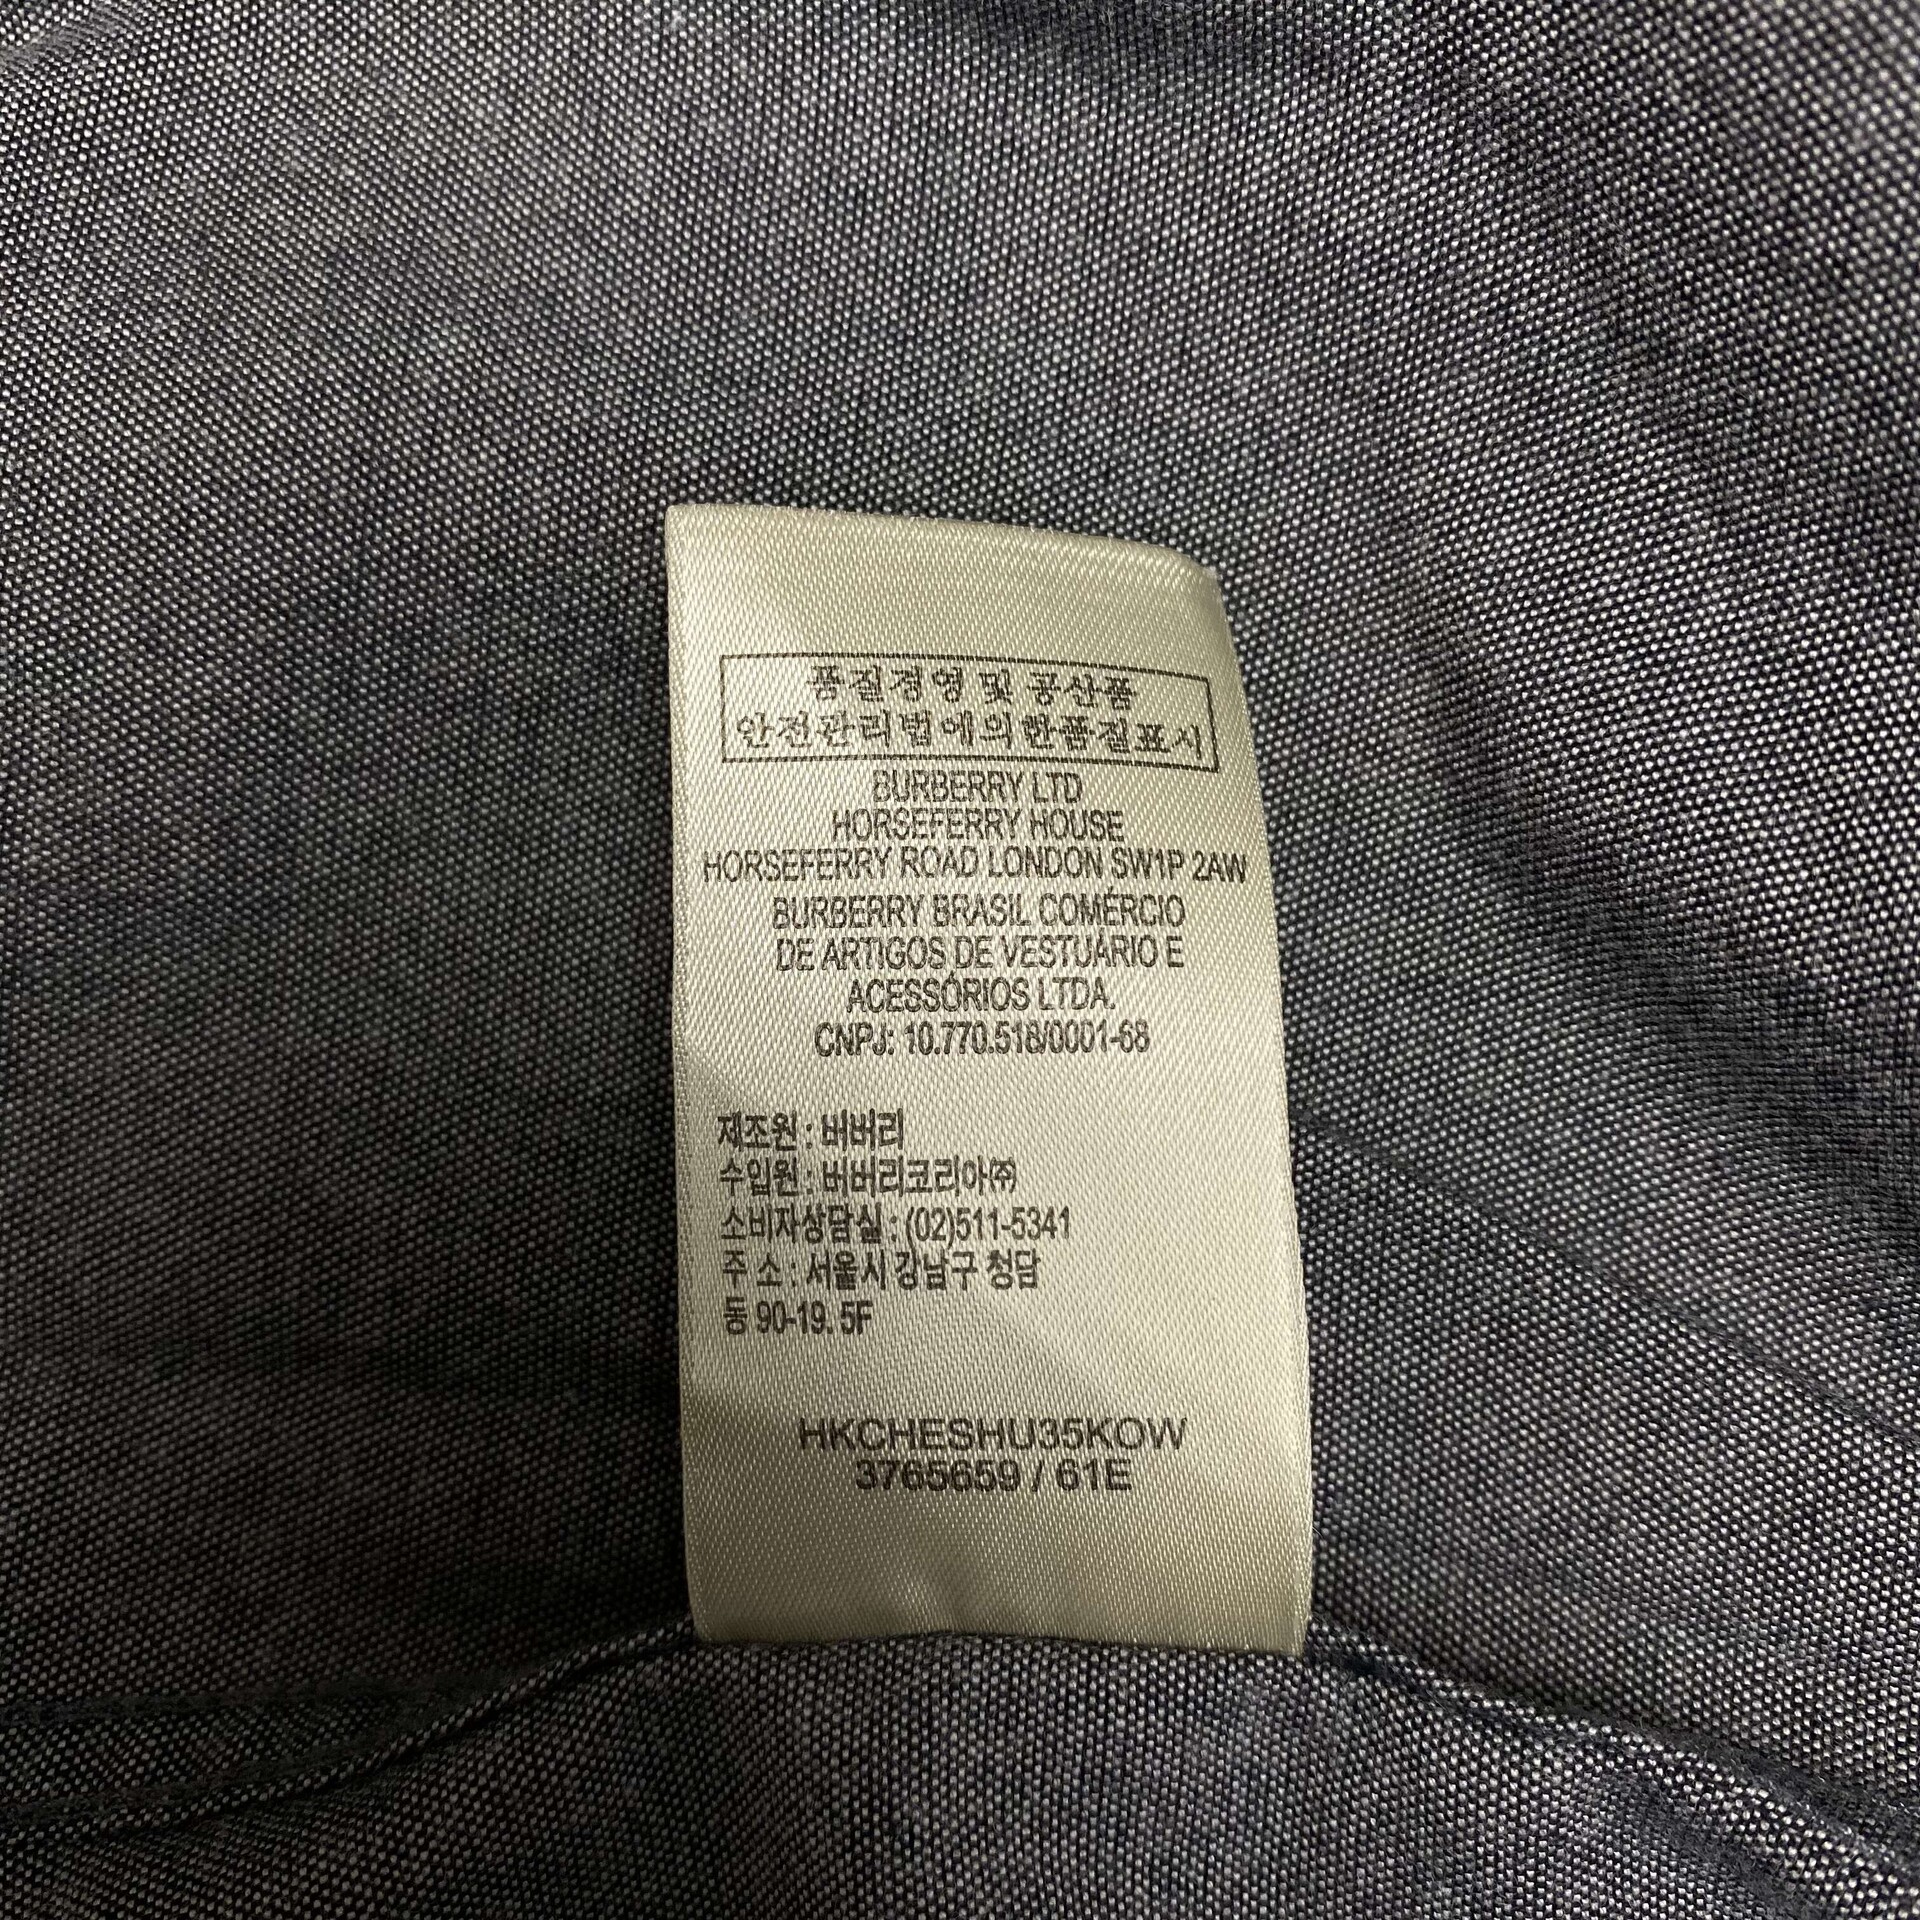 품질경영 및 공산품
안전관리법에의한품질표시
BURBERRY LTD
HORSEFERRY HOUSE
HORSEFERRY ROAD LONDON SW1P 2AW
BURBERRY BRASIL COMÉRCIO
DE ARTIGOS DE VESTUÁRIO E
ACESSÓRIOS LTDA.
CNPJ: 10.770.518/0001-68
제조원 : 버버리
수입원 : 버버리코리아㈜
소비자상담실 : (02)511-5341
주 소 : 서울시 강남구 청담
동 90-19. 5F
HKCHESHU35KOW
3765659 / 61E